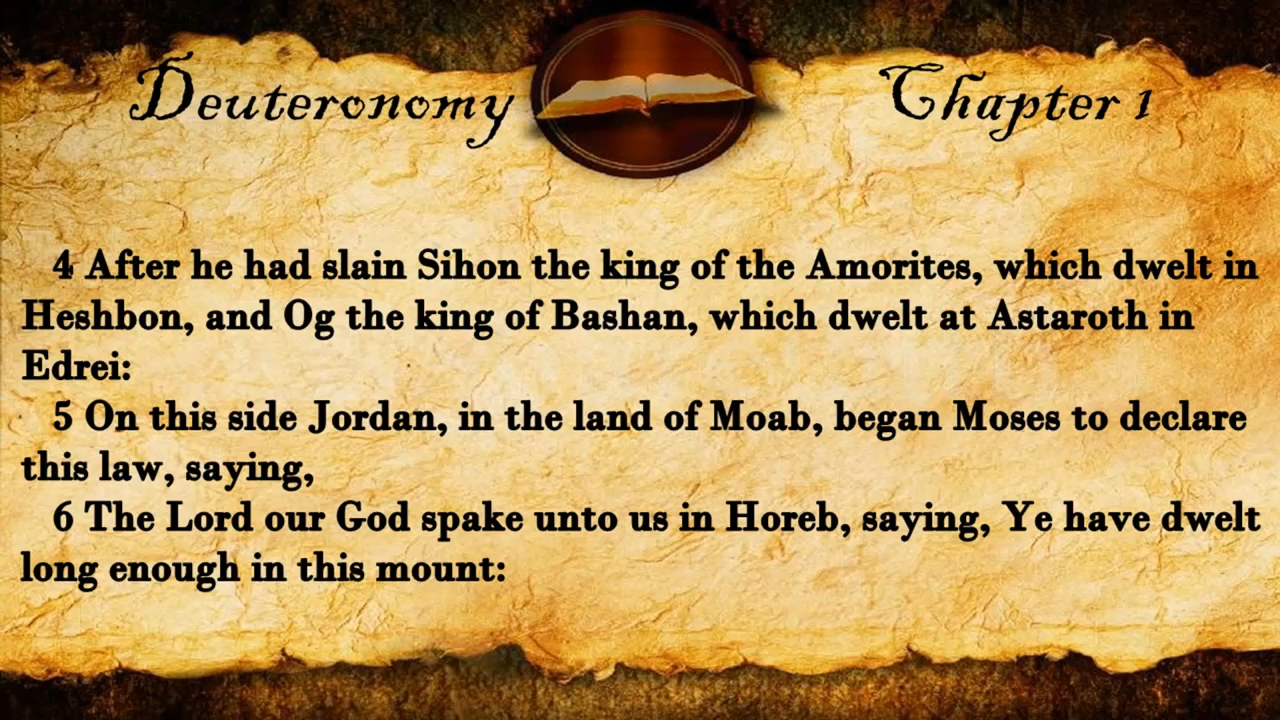 Deuteronomy Chapter 1
4 After he had slain Sihon the king of the Amorites, which dwelt in
Heshbon, and Og the king of Bashan, which dwelt at Astaroth in
Edrei:
5 On this side Jordan, in the land of Moab, began Moses to declare
this law, saying,
6 The Lord our God spake unto us in Horeb, saying, Ye have dwelt
long enough in this mount: